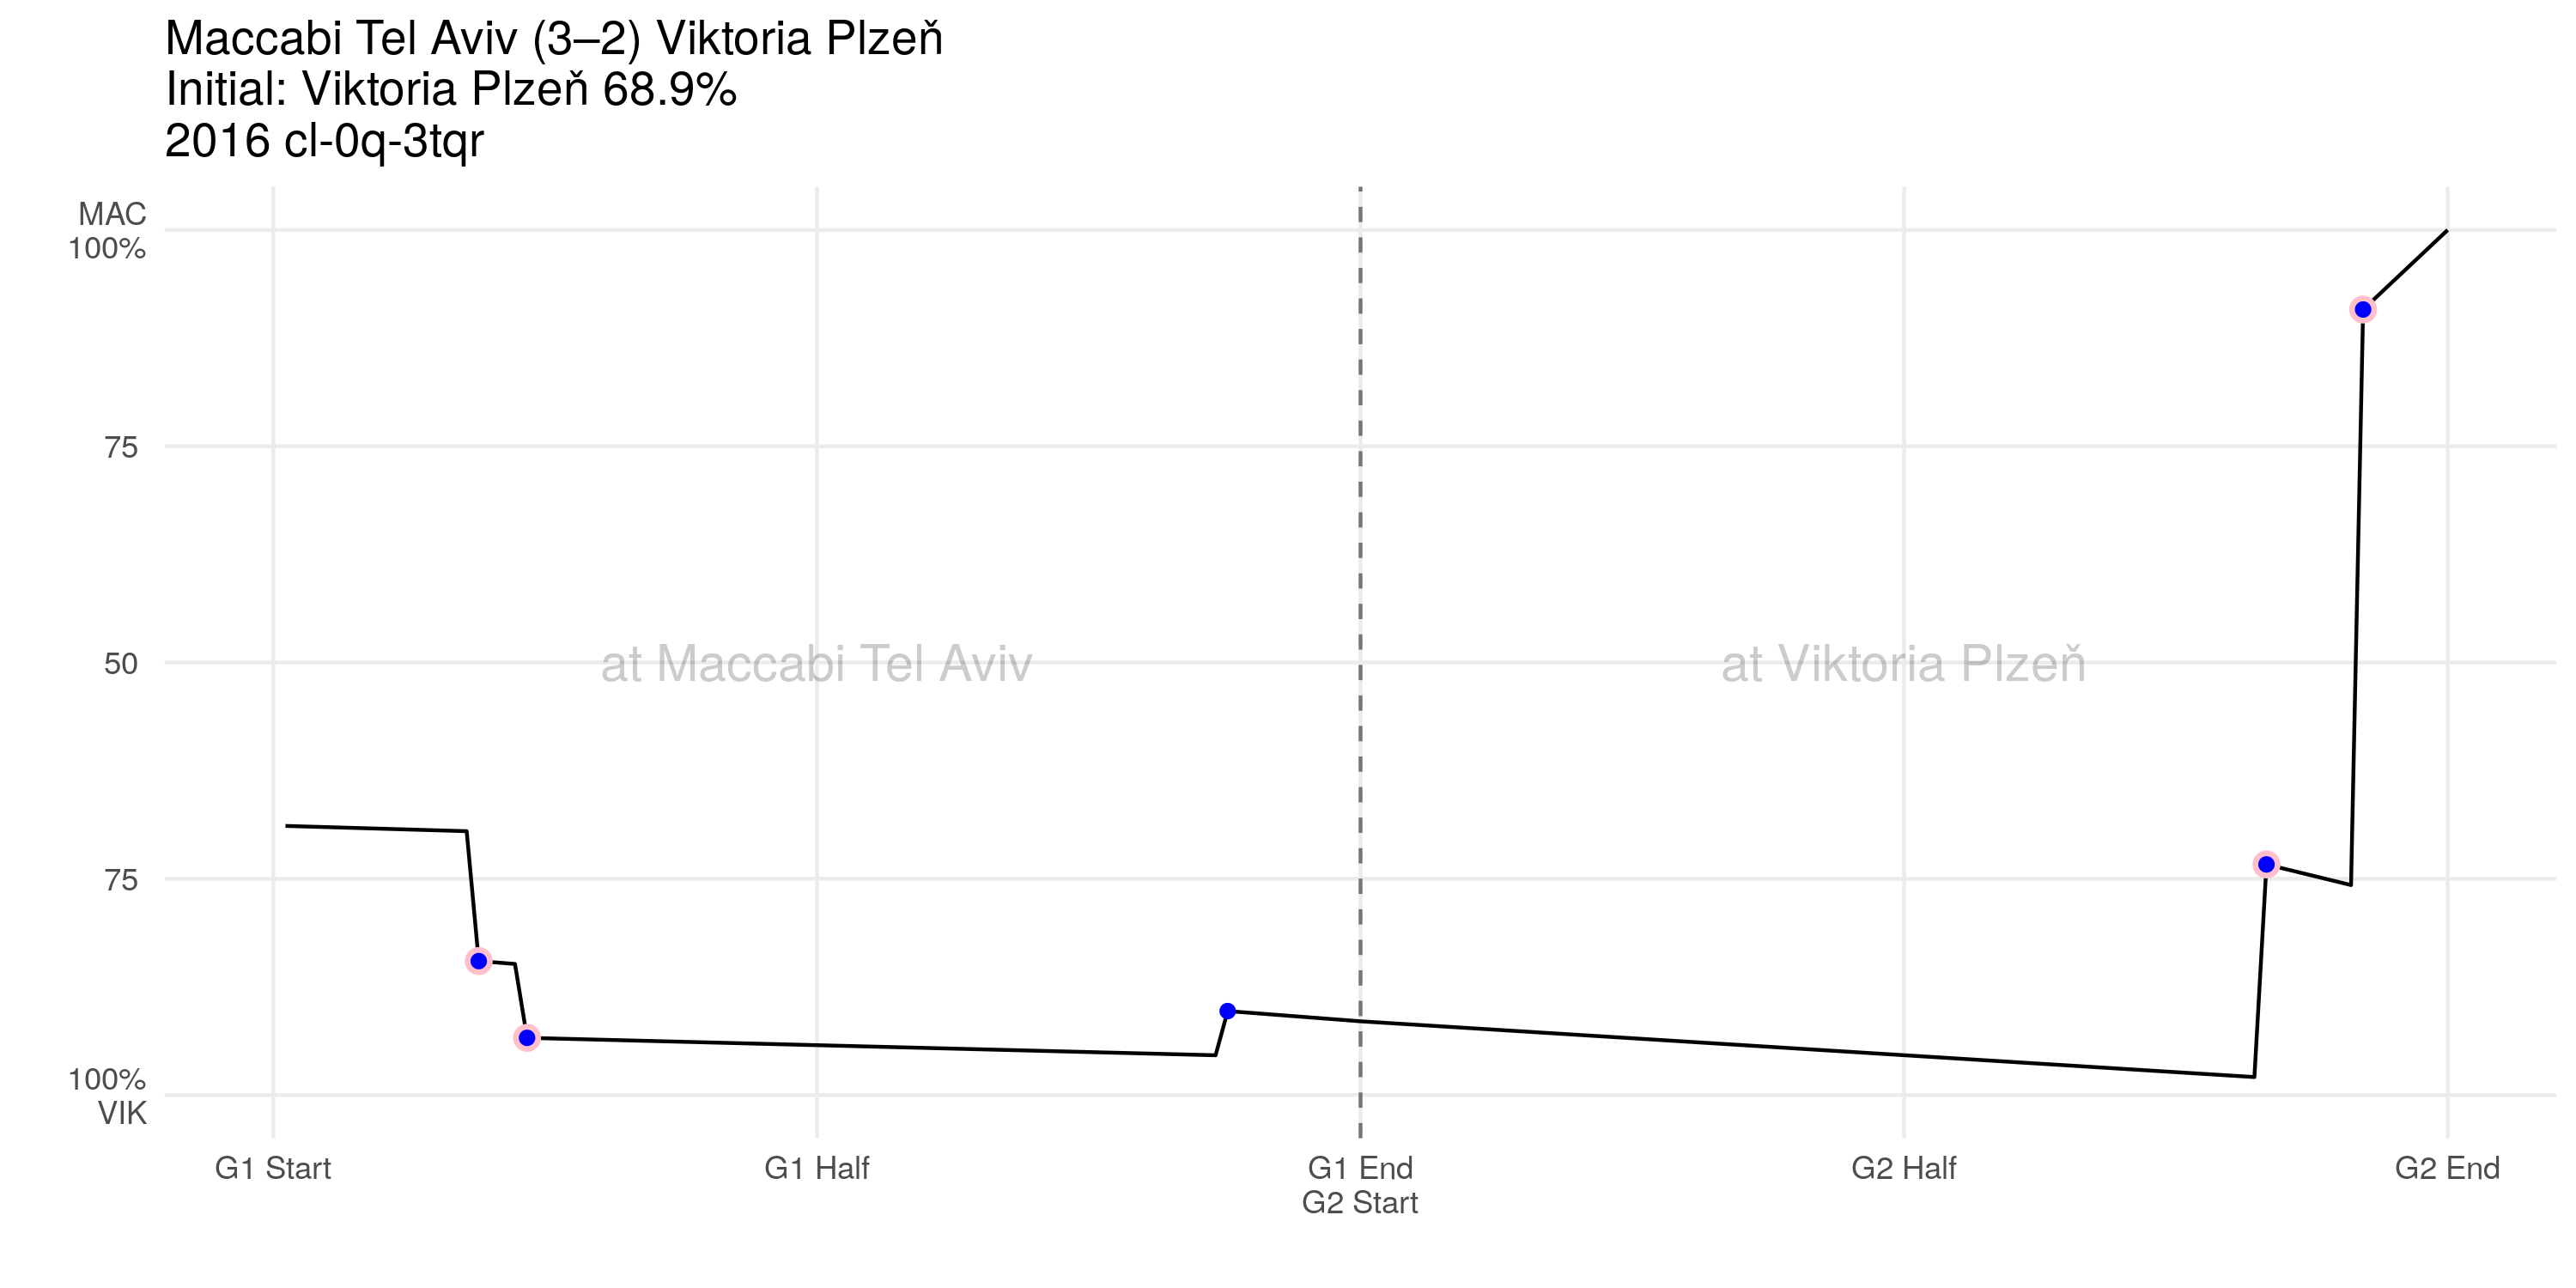 Maccabi Tel Aviv (3–2) Viktoria Plzeň
Initial: Viktoria Plzeň 68.9%
2016 cl-0q-3tqr
MAC
100%
75
50
75
100%
VIK
at Maccabi Tel Aviv
at Viktoria Plzeň
G1 Start
G1 Half
G1 End
G2 Start
G2 Half
G2 End